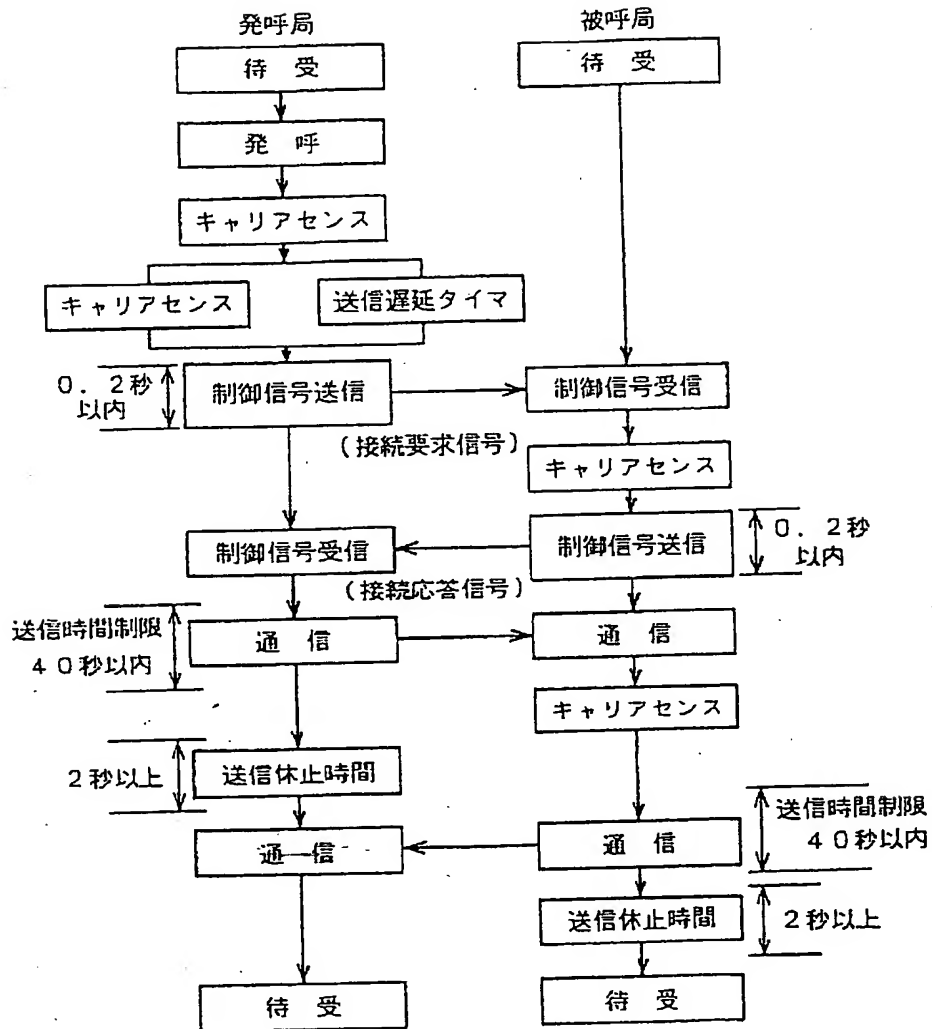 発呼局
被呼局
待 受
待 受
発 呼
キャリアセンス
キャリアセンス
送信遅延タイマ
0.2秒
以内
制御信号送信
制御信号受信
(接続要求信号)
キャリアセンス
制御信号受信
制御信号送信
0.2秒
以内
(接続応答信号)
送信時間制限
40秒以内
通 信
通 信
キャリアセンス
2秒以上
送信休止時間
送信時間制限
40秒以内
通 信
通 信
送信休止時間
2秒以上
待 受
待 受